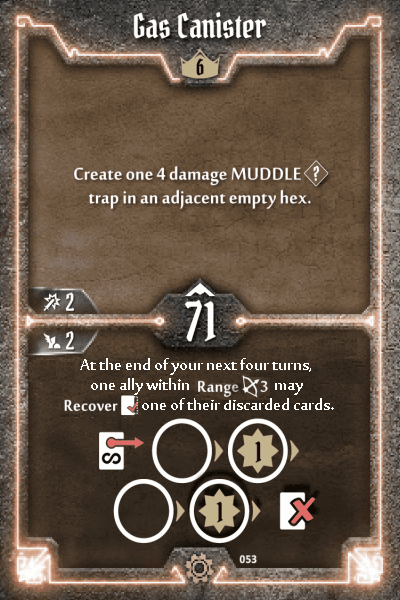 Gas Canister
6
Create one 4 damage MUDDLE ?
trap in an adjacent empty hex.
2
71
2
At the end of your next four turns,
one ally within Range 3 may
Recover one of their discarded cards.
S 1
1
053